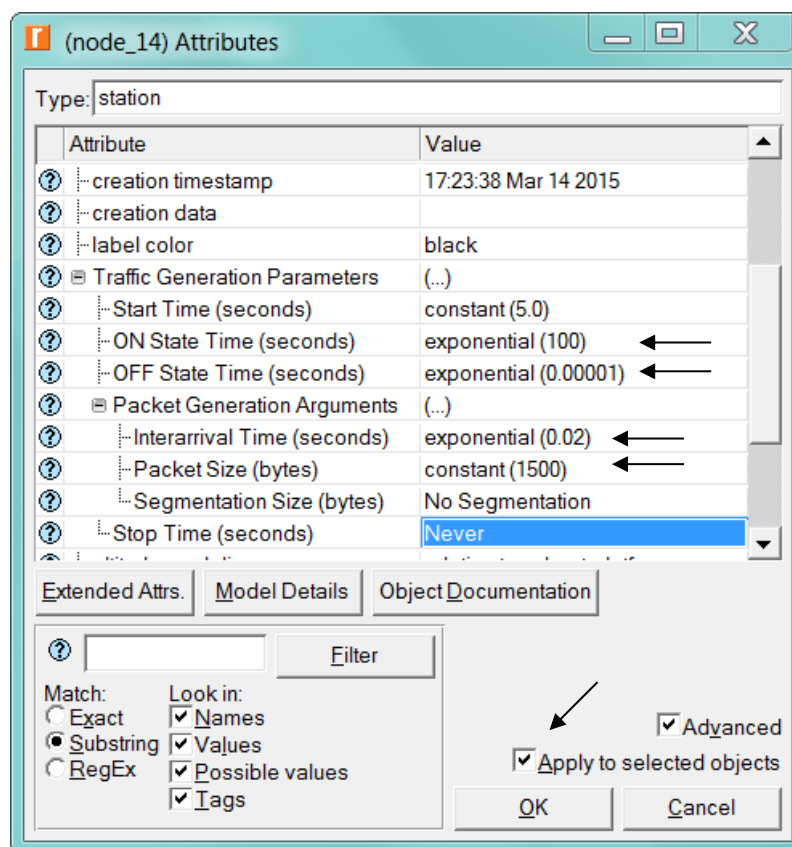 (node_14) Attributes
Type: station
Attribute Value
creation timestamp 17:23:38 Mar 14 2015
creation data
label color black
Traffic Generation Parameters (...)
Start Time (seconds) constant (5.0)
ON State Time (seconds) exponential (100)
OFF State Time (seconds) exponential (0.00001)
Packet Generation Arguments (...)
Interarrival Time (seconds) exponential (0.02)
Packet Size (bytes) constant (1500)
Segmentation Size (bytes) No Segmentation
Stop Time (seconds) Never
Extended Attrs. Model Details Object Documentation
Filter
Match: Look in:
Exact Names
Substring Values
RegEx Possible values
Tags
Advanced
Apply to selected objects
OK Cancel